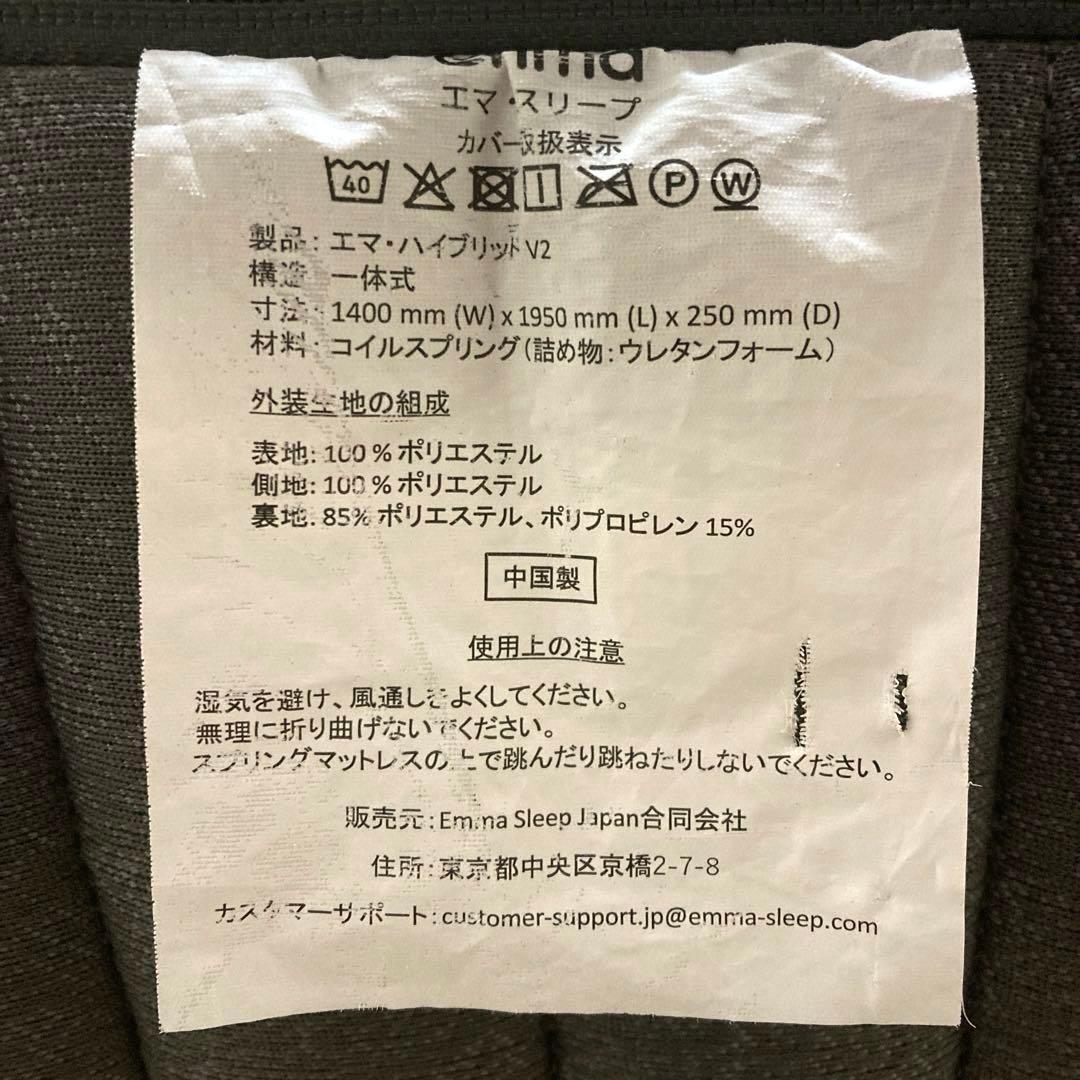 emma
エマ・スリープ
カバー取扱表示
40 P W
製品: エマ・ハイブリットV2
構造: 一体式
寸法: 1400 mm (W) x 1950 mm (L) x 250 mm (D)
材料: コイルスプリング(詰め物:ウレタンフォーム)
外装生地の組成
表地: 100 % ポリエステル
側地: 100 % ポリエステル
裏地. 85% ポリエステル、ポリプロピレン 15%
中国製
使用上の注意
湿気を避け、風通しをよくしてください。
無理に折り曲げないでください。
スプリングマットレスの上で跳んだり跳ねたりしないでください。
販売元:Emma Sleep Japan合同会社
住所:東京都中央区京橋2-7-8
カスタマーサポート:customer-support.jp@emma-sleep.com